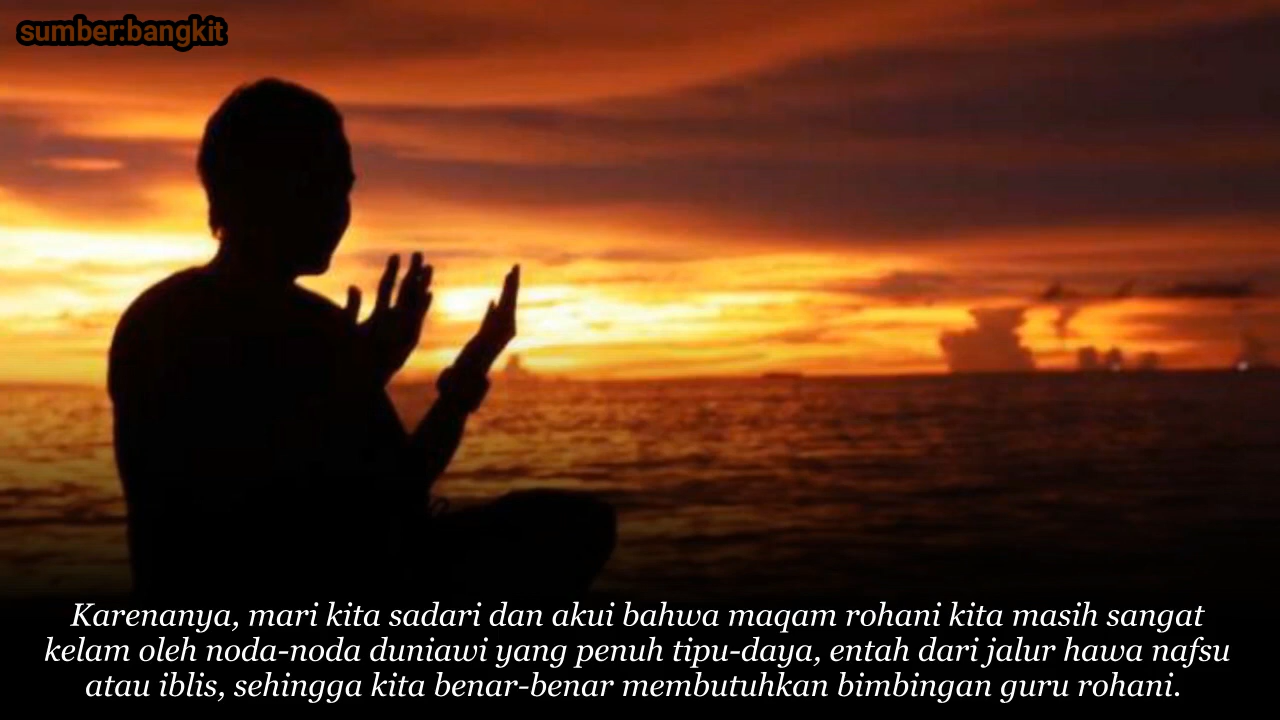 sumber:bangkit
Karenanya, mari kita sadari dan akui bahwa maqam rohani kita masih sangat
kelam oleh noda-noda duniawi yang penuh tipu-daya, entah dari jalur hawa nafsu
atau iblis, sehingga kita benar-benar membutuhkan bimbingan guru rohani.